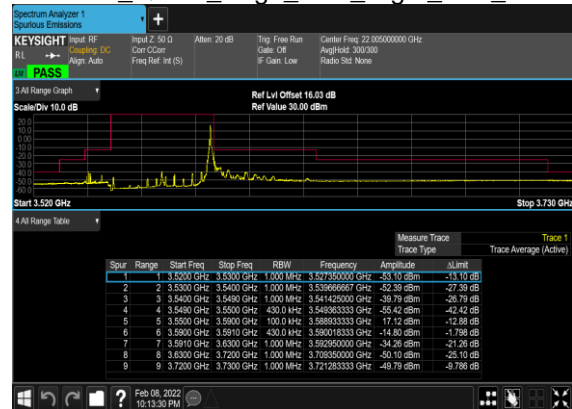 Spectrum Analyzer 1
Spurious Emissions
KEYSIGHT Input: RF Input Z: 50 Ω Atten: 20 dB Trig: Free Run Center Freq: 22.005000000 GHz
RL Coupling: DC Corr CCorr Gate: Off Avg|Hold: 300/300
Align: Auto Freq Ref: Int (S) IF Gain: Low Radio Std: None
PASS
3 All Range Graph Ref Lvl Offset 16.03 dB
Scale/Div 10.0 dB Ref Value 30.00 dBm
20.0
10.0
0.00
-10.0
-20.0
-30.0
-40.0
-50.0
-60.0
Start 3.520 GHz Stop 3.730 GHz
4 All Range Table
Measure Trace Trace 1
Trace Type Trace Average (Active)
Spur Range Start Freq Stop Freq RBW Frequency Amplitude ΔLimit
1 1 3.5200 GHz 3.5300 GHz 1.000 MHz 3.527350000 GHz -53.10 dBm -13.10 dB
2 2 3.5300 GHz 3.5400 GHz 1.000 MHz 3.539666667 GHz -52.39 dBm -27.39 dB
3 3 3.5400 GHz 3.5490 GHz 1.000 MHz 3.541425000 GHz -39.79 dBm -26.79 dB
4 4 3.5490 GHz 3.5500 GHz 430.0 kHz 3.549363333 GHz -55.42 dBm -42.42 dB
5 5 3.5500 GHz 3.5900 GHz 100.0 kHz 3.588933333 GHz 17.12 dBm -12.88 dB
6 6 3.5900 GHz 3.5910 GHz 430.0 kHz 3.590018333 GHz -14.80 dBm -1.798 dB
7 7 3.5910 GHz 3.6300 GHz 1.000 MHz 3.592950000 GHz -34.26 dBm -21.26 dB
8 8 3.6300 GHz 3.7200 GHz 1.000 MHz 3.709350000 GHz -50.10 dBm -25.10 dB
9 9 3.7200 GHz 3.7300 GHz 1.000 MHz 3.721283333 GHz -49.79 dBm -9.786 dB
Feb 08, 2022
10:13:30 PM